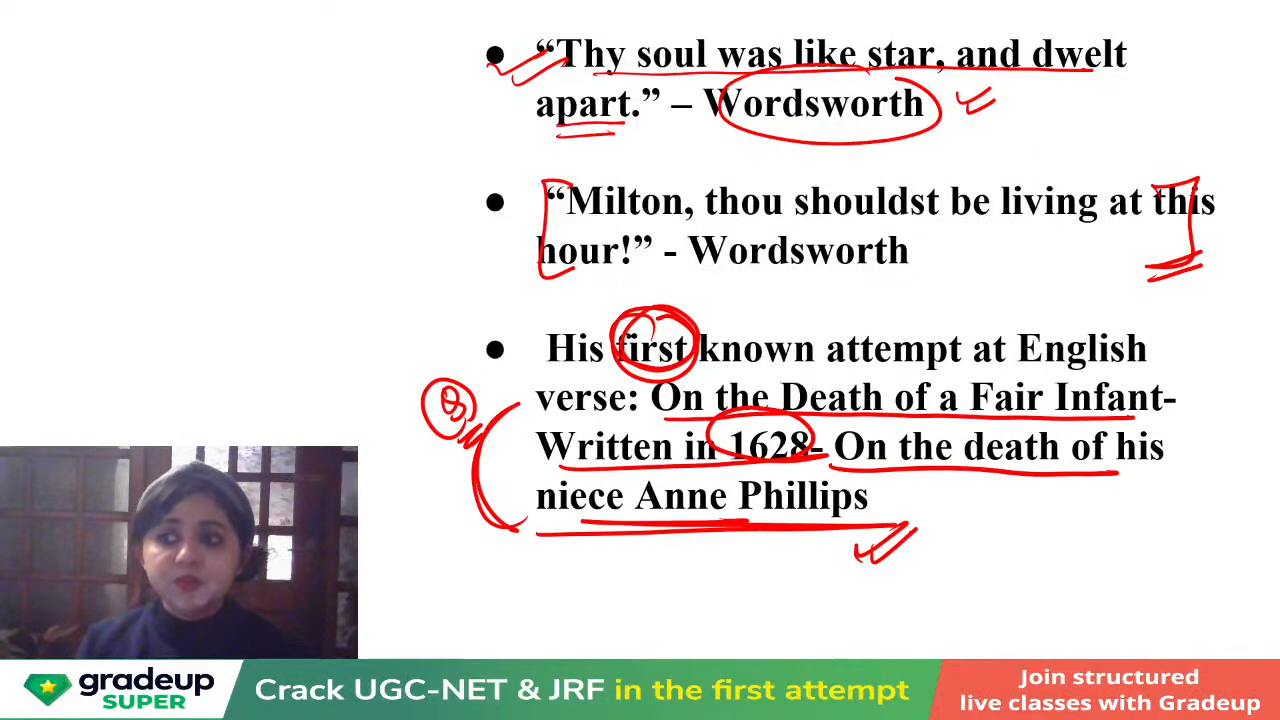 ● “Thy soul was like star, and dwelt
apart.” – Wordsworth
● “Milton, thou shouldst be living at this
hour!” - Wordsworth
● His first known attempt at English
verse: On the Death of a Fair Infant-
Written in 1628- On the death of his
niece Anne Phillips
gradeup
SUPER
Crack UGC-NET & JRF in the first attempt
Join structured
live classes with Gradeup